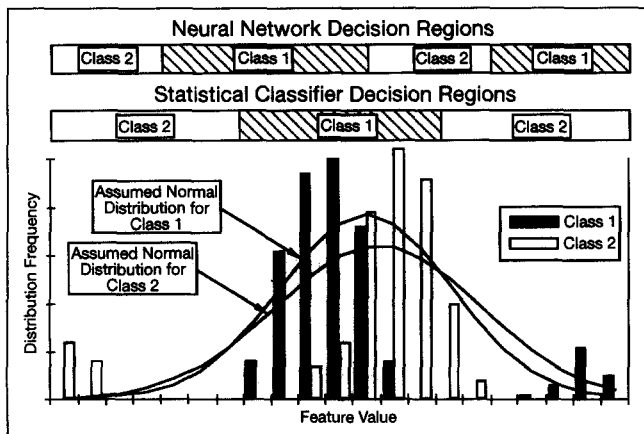 Neural Network Decision Regions
Class 2 Class 1 Class 2 Class 1
Statistical Classifier Decision Regions
Class 2 Class 1 Class 2
Assumed Normal
Distribution for
Class 1
Assumed Normal
Distribution for
Class 2
Class 1
Class 2
Distribution Frequency
Feature Value